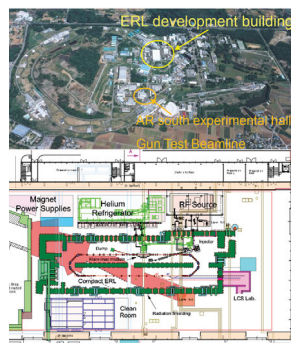 ERL development building
AR south experimental hall
Gun Test Beamline
Magnet
Power Supplies
Helium
Refrigerator
RF Source
Dump
Injector
Compact ERL
LCS Lab.
Clean
Room
Radiation Shielding